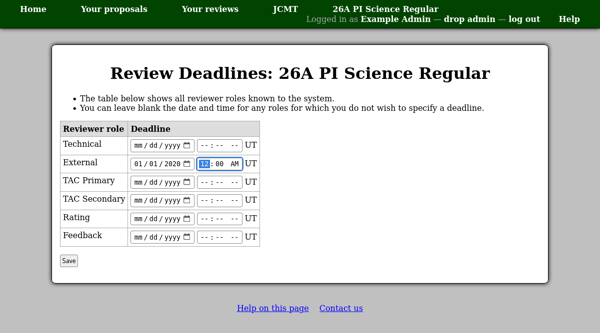 Home Your proposals Your reviews JCMT 26A PI Science Regular
Logged in as Example Admin — drop admin — log out Help
Review Deadlines: 26A PI Science Regular
• The table below shows all reviewer roles known to the system.
• You can leave blank the date and time for any roles for which you do not wish to specify a deadline.
Reviewer role Deadline
Technical mm/dd/yyyy --:-- -- UT
External 01/01/2020 12:00 AM UT
TAC Primary mm/dd/yyyy --:-- -- UT
TAC Secondary mm/dd/yyyy --:-- -- UT
Rating mm/dd/yyyy --:-- -- UT
Feedback mm/dd/yyyy --:-- -- UT
Save
Help on this page Contact us